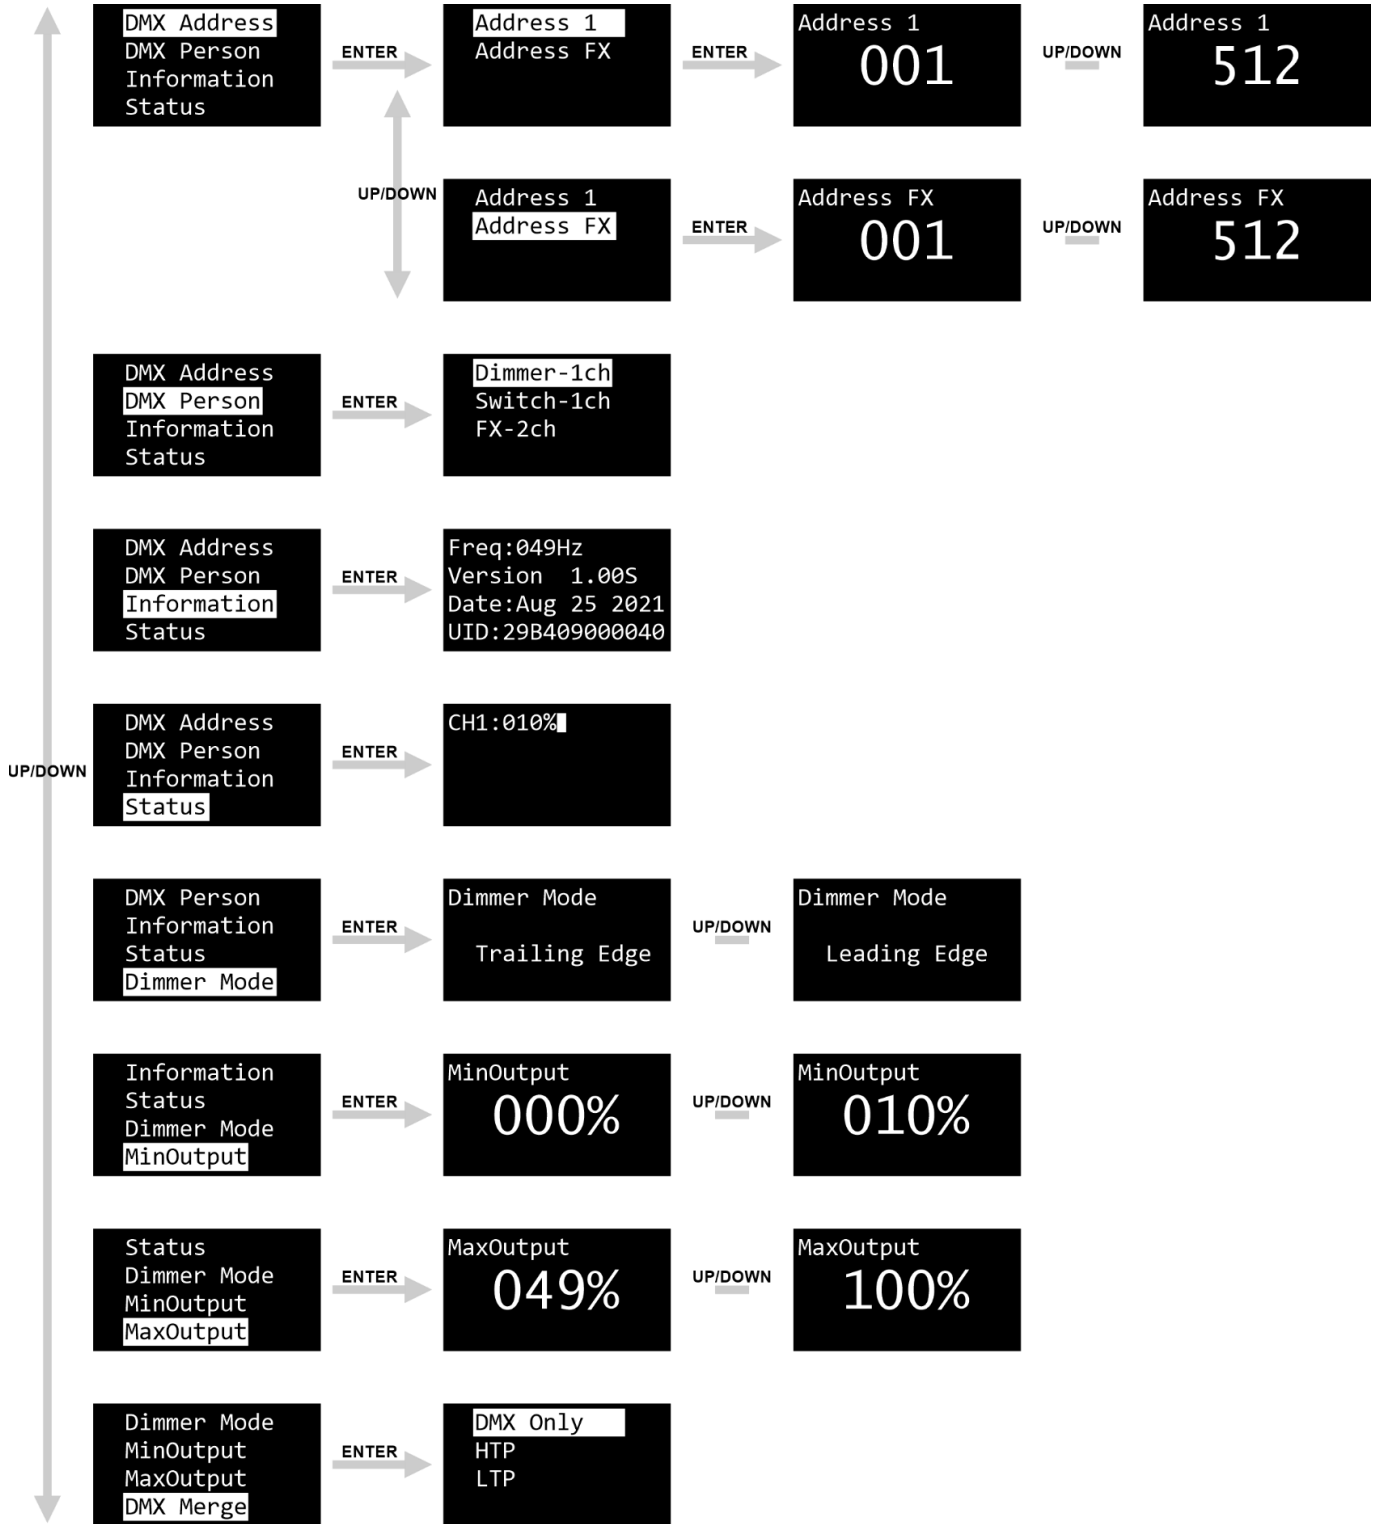 DMX Address
DMX Person
Information
Status
ENTER
Address 1
Address FX
ENTER
Address 1
001
UP/DOWN
Address 1
512
UP/DOWN
Address 1
Address FX
ENTER
Address FX
001
UP/DOWN
Address FX
512
DMX Address
DMX Person
Information
Status
ENTER
Dimmer-1ch
Switch-1ch
FX-2ch
DMX Address
DMX Person
Information
Status
ENTER
Freq:049Hz
Version 1.00S
Date:Aug 25 2021
UID:29B409000040
UP/DOWN
DMX Address
DMX Person
Information
Status
ENTER
CH1:010%
DMX Person
Information
Status
Dimmer Mode
ENTER
Dimmer Mode
Trailing Edge
UP/DOWN
Dimmer Mode
Leading Edge
Information
Status
Dimmer Mode
MinOutput
ENTER
MinOutput
000%
UP/DOWN
MinOutput
010%
Status
Dimmer Mode
MinOutput
MaxOutput
ENTER
MaxOutput
049%
UP/DOWN
MaxOutput
100%
Dimmer Mode
MinOutput
MaxOutput
DMX Merge
ENTER
DMX Only
HTP
LTP